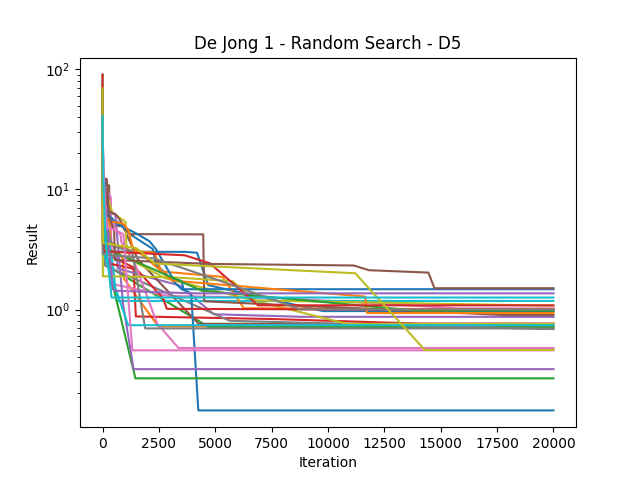 De Jong 1 - Random Search - D5
10²
10¹
10⁰
Result
0 2500 5000 7500 10000 12500 15000 17500 20000
Iteration